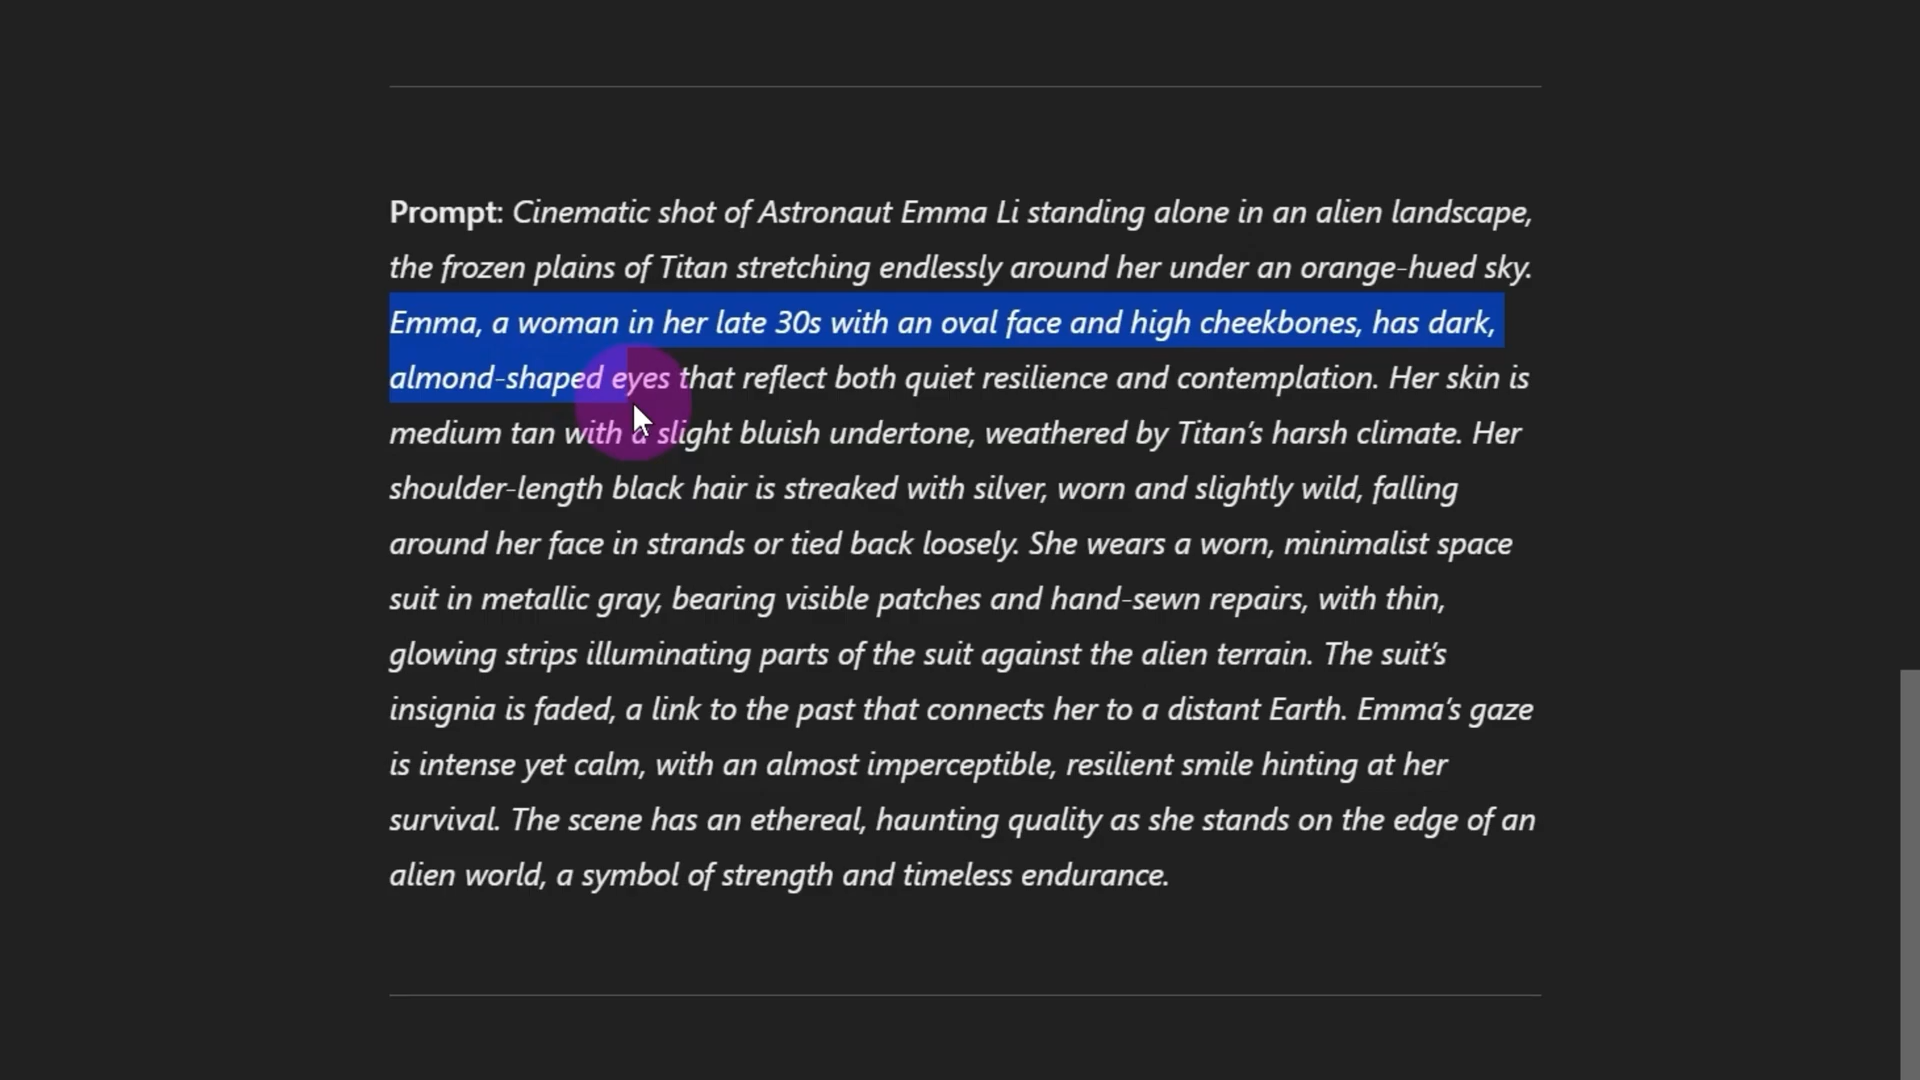 Prompt: Cinematic shot of Astronaut Emma Li standing alone in an alien landscape,
the frozen plains of Titan stretching endlessly around her under an orange-hued sky.
Emma, a woman in her late 30s with an oval face and high cheekbones, has dark,
almond-shaped eyes that reflect both quiet resilience and contemplation. Her skin is
medium tan with a slight bluish undertone, weathered by Titan’s harsh climate. Her
shoulder-length black hair is streaked with silver, worn and slightly wild, falling
around her face in strands or tied back loosely. She wears a worn, minimalist space
suit in metallic gray, bearing visible patches and hand-sewn repairs, with thin,
glowing strips illuminating parts of the suit against the alien terrain. The suit’s
insignia is faded, a link to the past that connects her to a distant Earth. Emma’s gaze
is intense yet calm, with an almost imperceptible, resilient smile hinting at her
survival. The scene has an ethereal, haunting quality as she stands on the edge of an
alien world, a symbol of strength and timeless endurance.